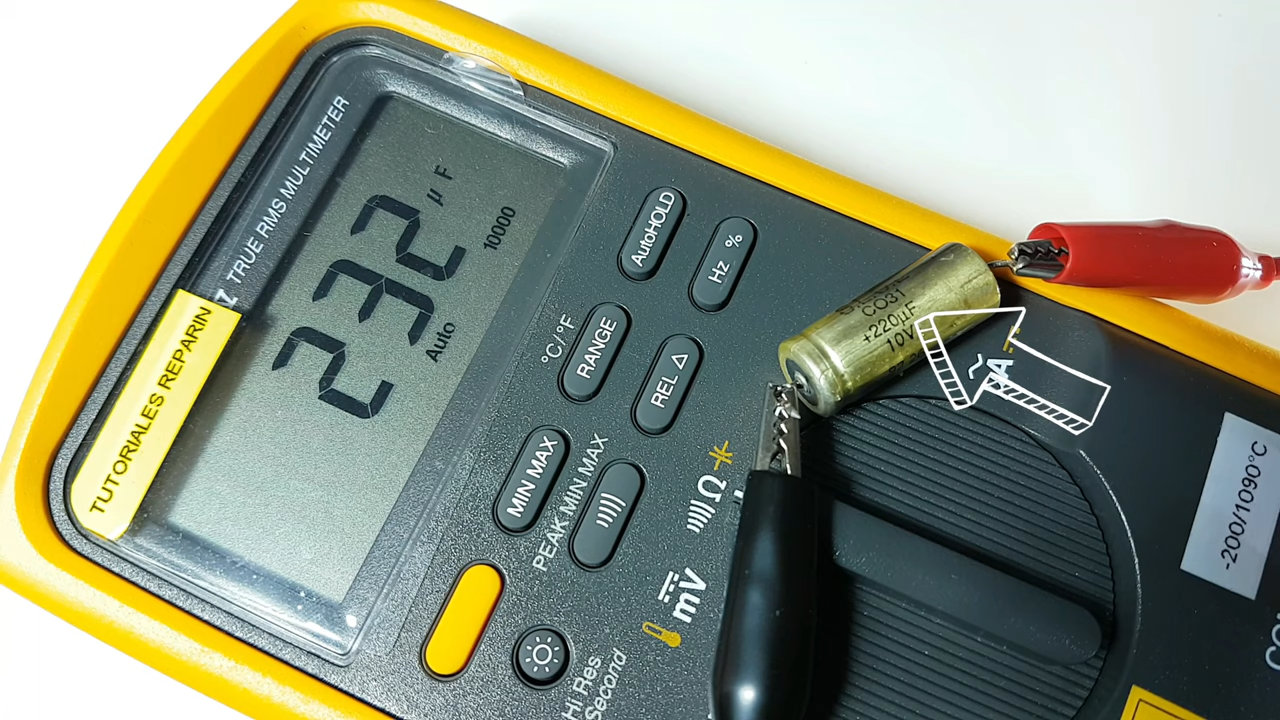 TRUE RMS MULTIMETER
TUTORIALES REPARIN
232
µF
Auto
10000
AutoHOLD
Hz %
°C/°F
RANGE
REL Δ
MIN MAX
PEAK MIN MAX
Ω
mV
Hi Res
Second
CO31
+220µF
10V
~
A
-200/1090°C